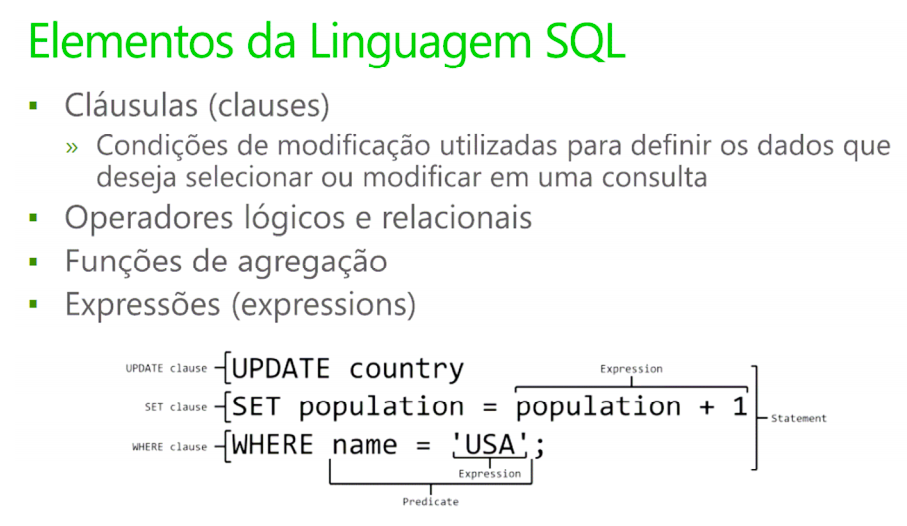 Elementos da Linguagem SQL
▪ Cláusulas (clauses)
» Condições de modificação utilizadas para definir os dados que
deseja selecionar ou modificar em uma consulta
▪ Operadores lógicos e relacionais
▪ Funções de agregação
▪ Expressões (expressions)
UPDATE clause UPDATE country
Expression
SET clause SET population = population + 1
Statement
WHERE clause WHERE name = 'USA';
Expression
Predicate